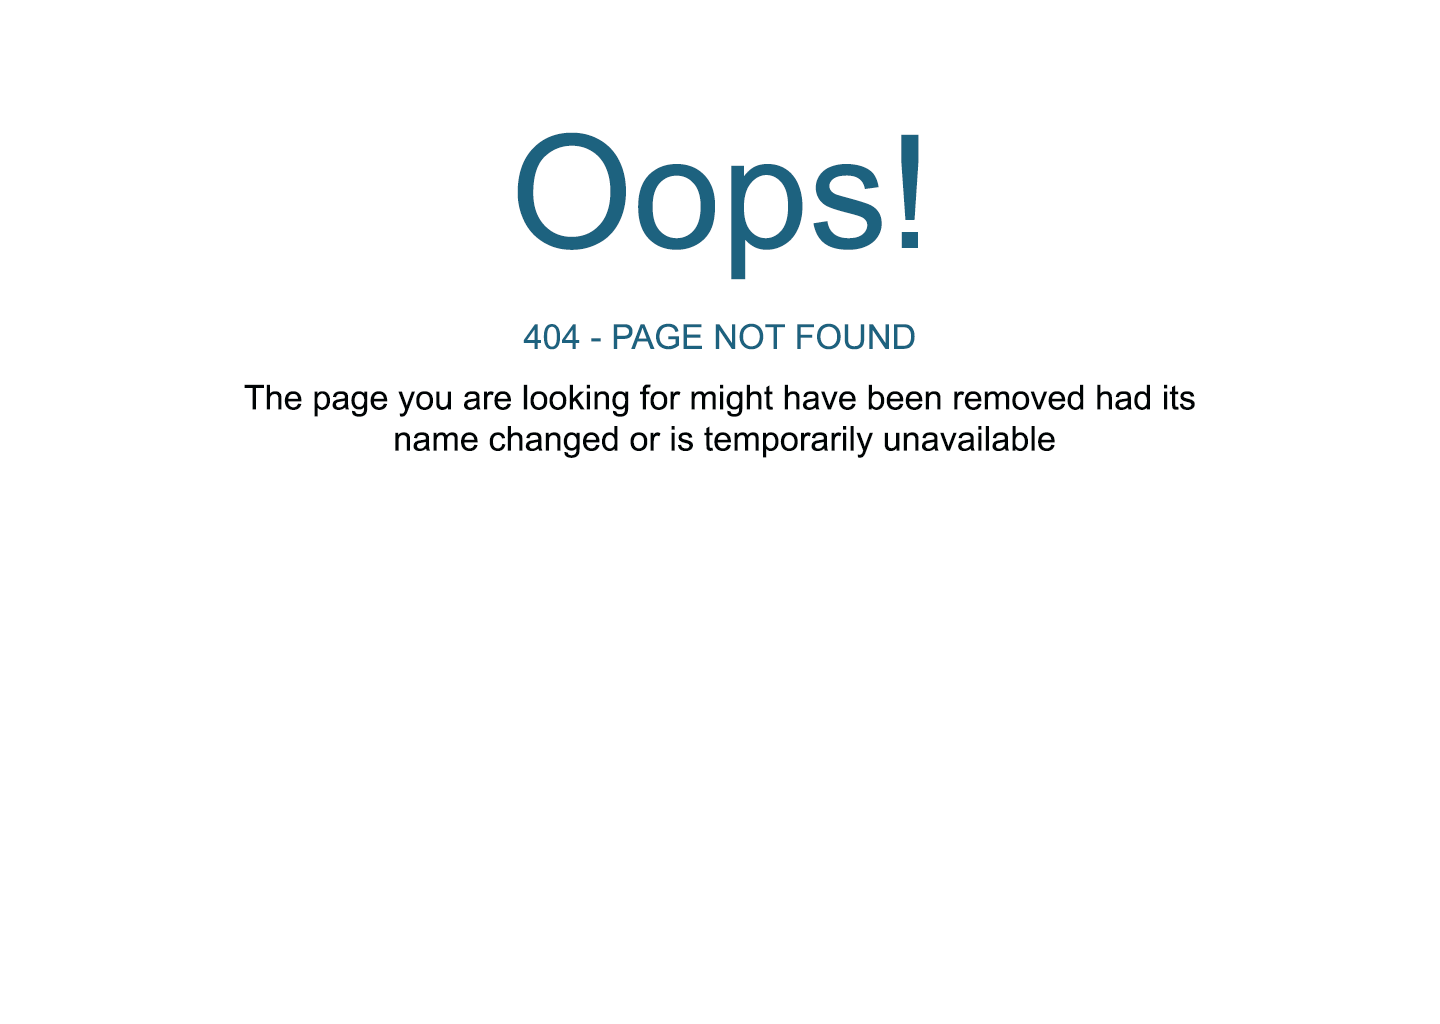 Oops!
404 - PAGE NOT FOUND
The page you are looking for might have been removed had its
name changed or is temporarily unavailable